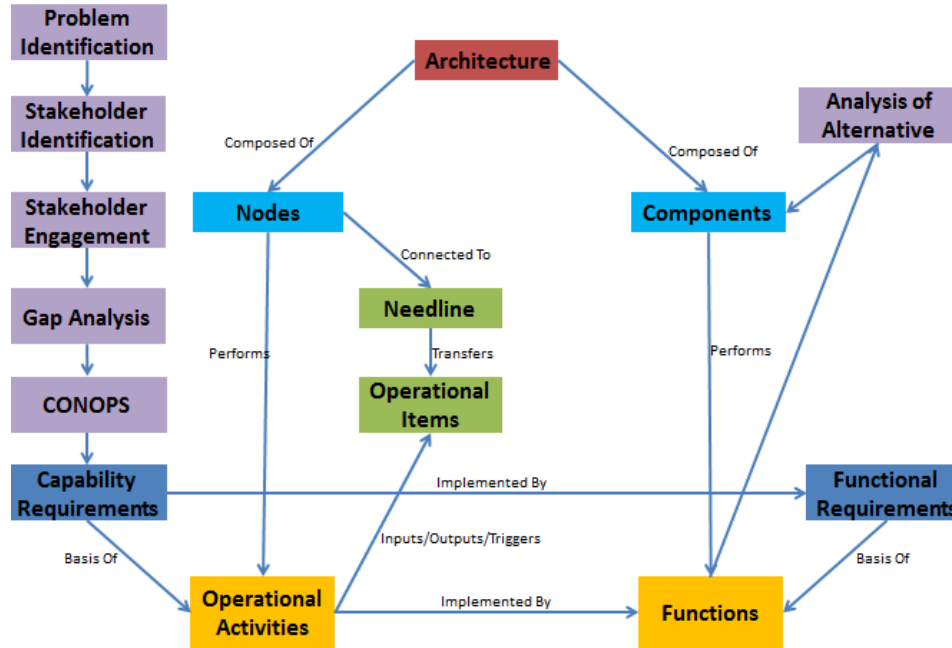 Problem
Identification
Architecture
Stakeholder
Identification
Analysis of
Alternative
Composed Of
Composed Of
Stakeholder
Engagement
Nodes
Components
Connected To
Gap Analysis
Needline
Performs
Transfers
Performs
CONOPS
Operational
Items
Capability
Requirements
Implemented By
Functional
Requirements
Inputs/Outputs/Triggers
Basis Of
Basis Of
Operational
Activities
Implemented By
Functions